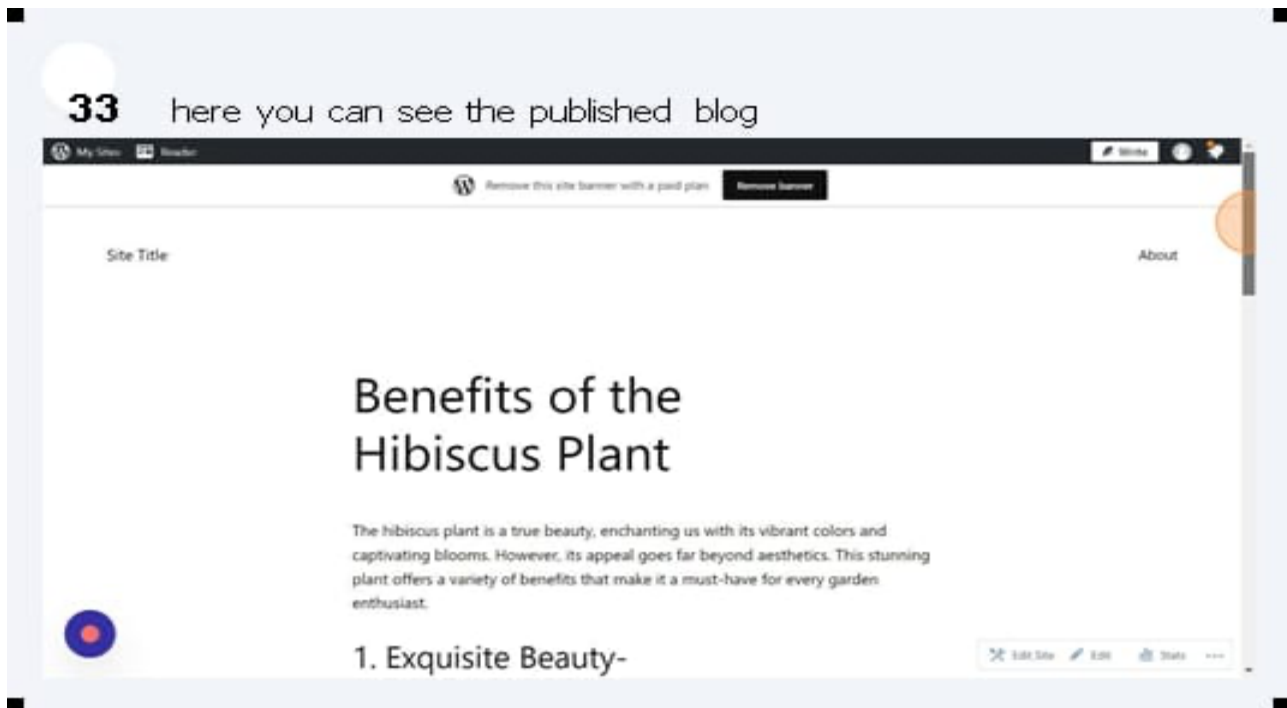 33 here you can see the published blog
My Sites Reader Write
Remove this site banner with a paid plan Remove banner
Site Title About
Benefits of the
Hibiscus Plant
The hibiscus plant is a true beauty, enchanting us with its vibrant colors and
captivating blooms. However, its appeal goes far beyond aesthetics. This stunning
plant offers a variety of benefits that make it a must-have for every garden
enthusiast.
1. Exquisite Beauty-
Edit Site Edit Stats